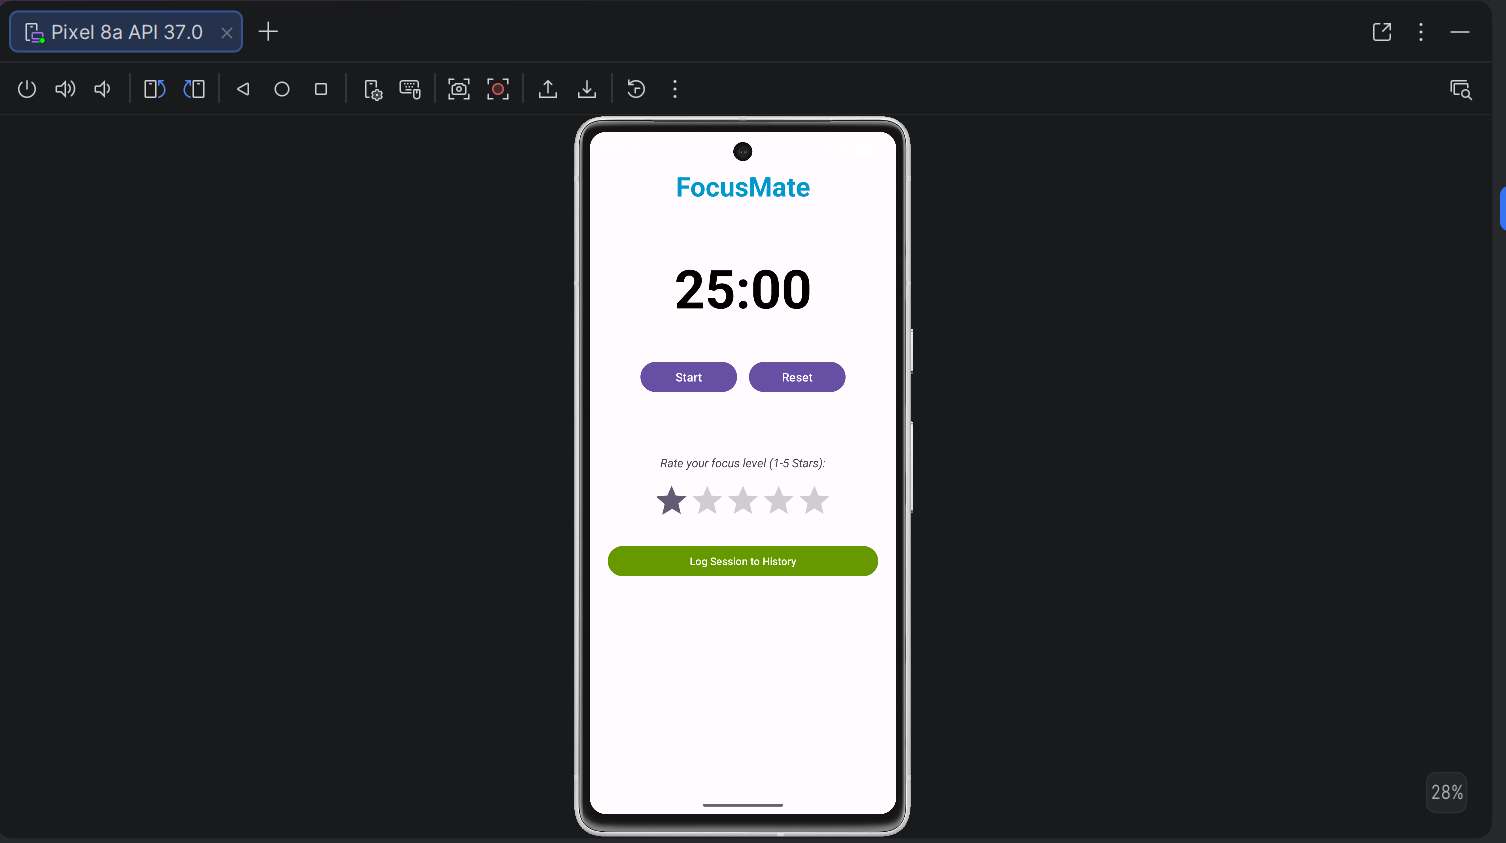 Pixel 8a API 37.0
FocusMate
25:00
Start
Reset
Rate your focus level (1-5 Stars):
Log Session to History
28%